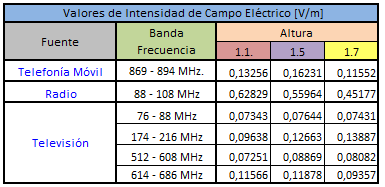 Valores de Intensidad de Campo Eléctrico [V/m]
Fuente Banda Frecuencia Altura
1.1. 1.5 1.7
Telefonía Móvil 869 - 894 MHz. 0,13256 0,16231 0,11552
Radio 88 - 108 MHz 0,62829 0,55964 0,45177
Televisión 76 - 88 MHz 0,07343 0,07644 0,07431
174 - 216 MHz 0,09638 0,12663 0,13887
512 - 608 MHz 0,07251 0,08869 0,08082
614 - 686 MHz 0,11566 0,11878 0,09357